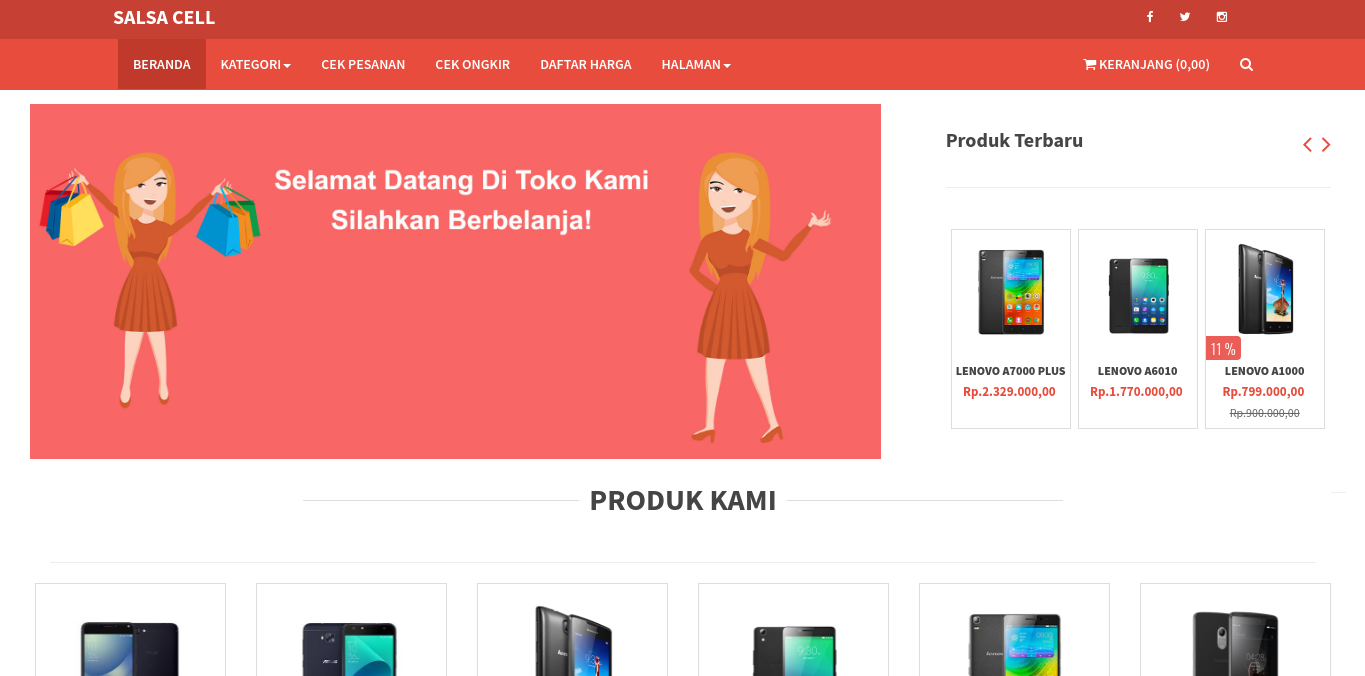 SALSA CELL
BERANDA KATEGORI CEK PESANAN CEK ONGKIR DAFTAR HARGA HALAMAN KERANJANG (0,00)
Selamat Datang Di Toko Kami
Silahkan Berbelanja!
Produk Terbaru
11 %
LENOVO A7000 PLUS LENOVO A6010 LENOVO A1000
Rp.2.329.000,00 Rp.1.770.000,00 Rp.799.000,00
Rp.900.000,00
PRODUK KAMI